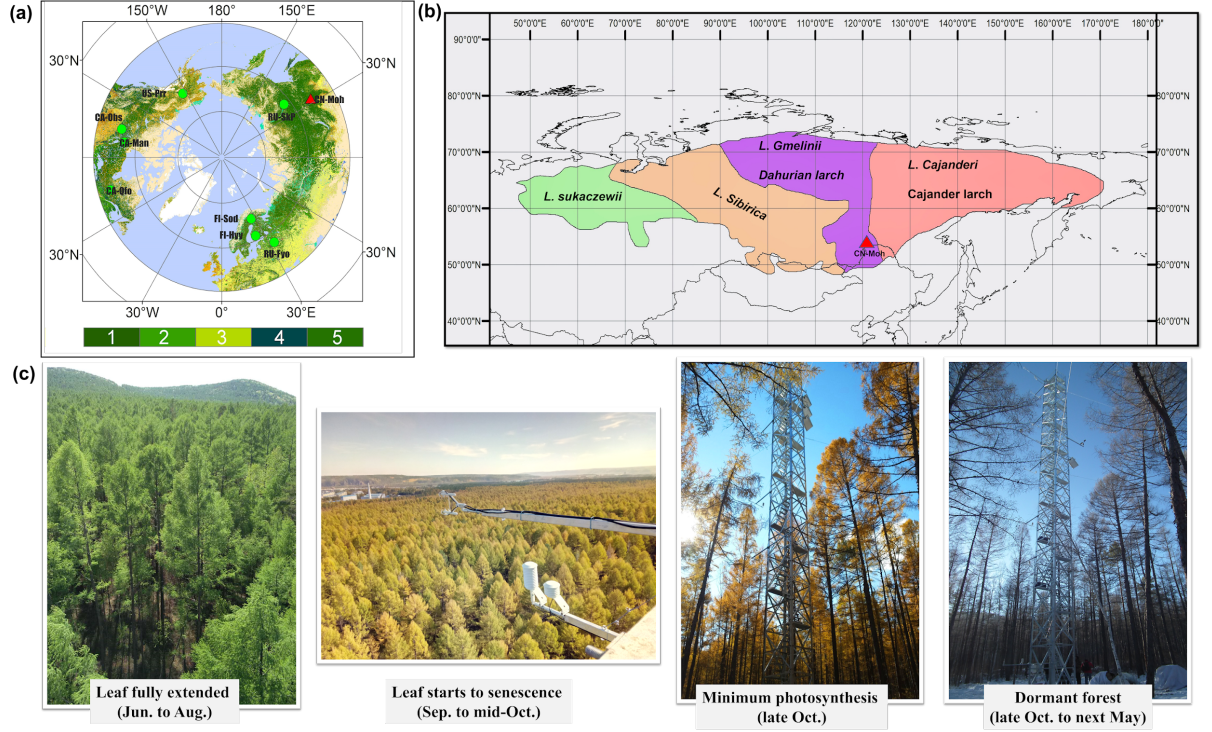 (a)
150°W 180° 150°E
30°N 30°N
US-Prr
CN-Moh
RU-SkP
CA-Obs
CA-Man
CA-Qfo
FI-Sod
FI-Hyy
RU-Fyo
30°N 30°N
30°W 0° 30°E
1 2 3 4 5
(b)
50°0'0"E 60°0'0"E 70°0'0"E 80°0'0"E 90°0'0"E 100°0'0"E 110°0'0"E 120°0'0"E 130°0'0"E 140°0'0"E 150°0'0"E 160°0'0"E 170°0'0"E 180°0'0"
90°0'0"N 90°0'0"N
80°0'0"N 80°0'0"N
70°0'0"N 70°0'0"N
60°0'0"N 60°0'0"N
50°0'0"N 50°0'0"N
40°0'0"N 40°0'0"N
L. sukaczewii
L. Sibirica
L. Gmelinii
Dahurian larch
L. Cajanderi
Cajander larch
CN-Moh
(c)
Leaf fully extended
(Jun. to Aug.)
Leaf starts to senescence
(Sep. to mid-Oct.)
Minimum photosynthesis
(late Oct.)
Dormant forest
(late Oct. to next May)